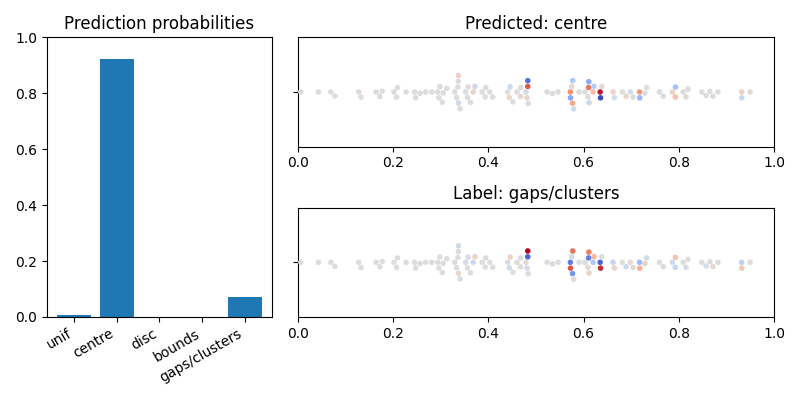 Prediction probabilities
1.0
0.8
0.6
0.4
0.2
0.0
unif
centre
disc
bounds
gaps/clusters
Predicted: centre
0.0 0.2 0.4 0.6 0.8 1.0
Label: gaps/clusters
0.0 0.2 0.4 0.6 0.8 1.0